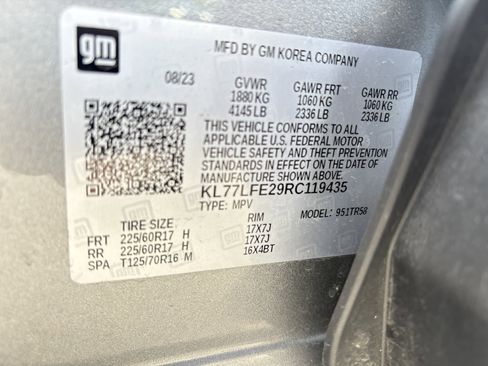 gm
MFD BY GM KOREA COMPANY
08/23 GVWR GAWR FRT GAWR RR
1880 KG 1060 KG 1060 KG
4145 LB 2336 LB 2336 LB
THIS VEHICLE CONFORMS TO ALL
APPLICABLE U.S. FEDERAL MOTOR
VEHICLE SAFETY AND THEFT PREVENTION
STANDARDS IN EFFECT ON THE DATE OF
MANUFACTURE SHOWN ABOVE.
KL77LFE29RC119435
TYPE: MPV MODEL: 951TR58
TIRE SIZE RIM
FRT 225/60R17 H 17X7J
RR 225/60R17 H 17X7J
SPA T125/70R16 M 16X4BT